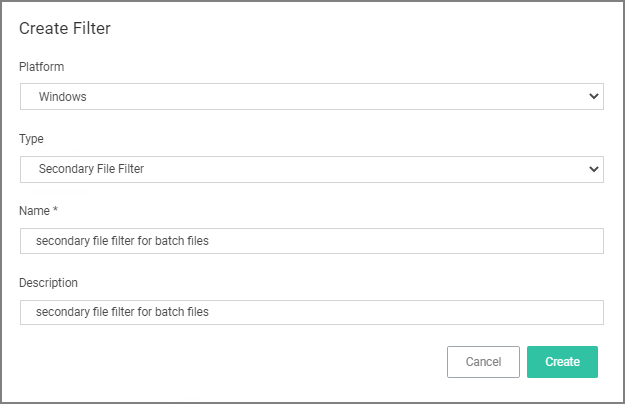 Create Filter
Platform
Windows
Type
Secondary File Filter
Name *
secondary file filter for batch files
Description
secondary file filter for batch files
Cancel Create